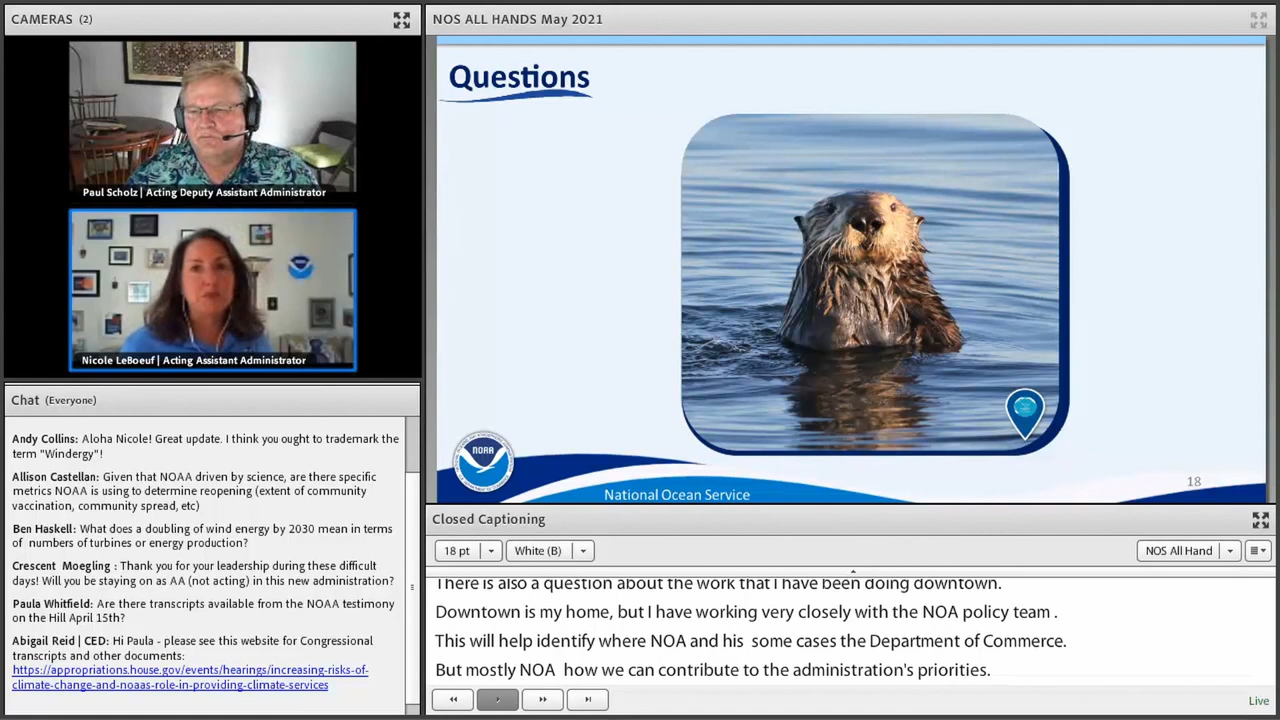 CAMERAS (2)
Paul Scholz | Acting Deputy Assistant Administrator
Nicole LeBoeuf | Acting Assistant Administrator
Chat (Everyone)
Andy Collins: Aloha Nicole! Great update. I think you ought to trademark the
term "Windergy"!
Allison Castellan: Given that NOAA driven by science, are there specific
metrics NOAA is using to determine reopening (extent of community
vaccination, community spread, etc)
Ben Haskell: What does a doubling of wind energy by 2030 mean in terms
of numbers of turbines or energy production?
Crescent Moegling : Thank you for your leadership during these difficult
days! Will you be staying on as AA (not acting) in this new administration?
Paula Whitfield: Are there transcripts available from the NOAA testimony
on the Hill April 15th?
Abigail Reid | CED: Hi Paula - please see this website for Congressional
transcripts and other documents:
https://appropriations.house.gov/events/hearings/increasing-risks-of-
climate-change-and-noaas-role-in-providing-climate-services
NOS ALL HANDS May 2021
Questions
NOAA
National Ocean Service
18
Closed Captioning
18 pt
White (B)
NOS All Hand
There is also a question about the work that I have been doing downtown.
Downtown is my home, but I have working very closely with the NOA policy team .
This will help identify where NOA and his some cases the Department of Commerce.
But mostly NOA how we can contribute to the administration's priorities.
Live